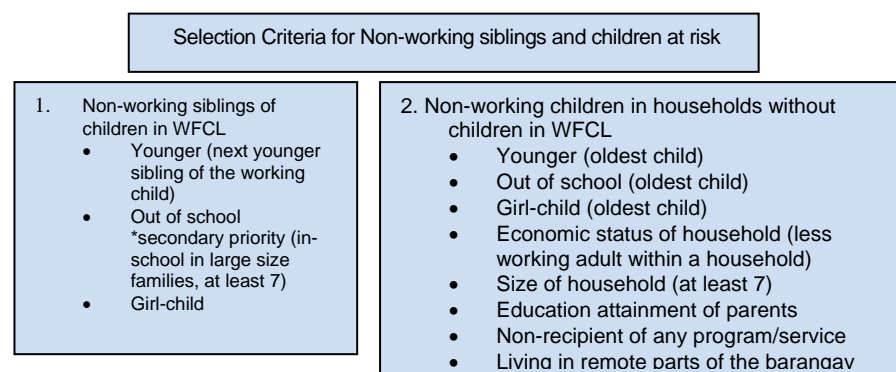 Selection Criteria for Non-working siblings and children at risk
1. Non-working siblings of
children in WFCL
• Younger (next younger
sibling of the working
child)
• Out of school
*secondary priority (in-
school in large size
families, at least 7)
• Girl-child
2. Non-working children in households without
children in WFCL
• Younger (oldest child)
• Out of school (oldest child)
• Girl-child (oldest child)
• Economic status of household (less
working adult within a household)
• Size of household (at least 7)
• Education attainment of parents
• Non-recipient of any program/service
• Living in remote parts of the barangay